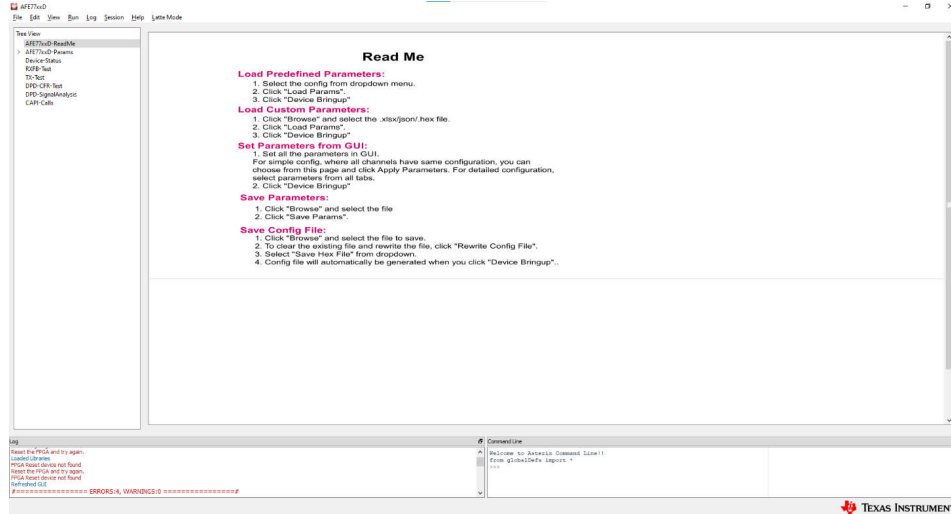 AFE77xxD
File Edit View Run Log Session Help Latte Mode
Tree View
AFE77xxD-ReadMe
AFE77xxD-Params
Device-Status
RXFB-Test
TX-Test
DPD-CFR-Test
DPD-SignalAnalysis
CAPI-Calls
Read Me
Load Predefined Parameters:
1. Select the config from dropdown menu.
2. Click "Load Params".
3. Click "Device Bringup"
Load Custom Parameters:
1. Click "Browse" and select the .xlsx/json/.hex file.
2. Click "Load Params".
3. Click "Device Bringup"
Set Parameters from GUI:
1. Set all the parameters in GUI.
For simple config, where all channels have same configuration, you can
choose from this page and click Apply Parameters. For detailed configuration,
select parameters from all tabs.
2. Click "Device Bringup"
Save Parameters:
1. Click "Browse" and select the file
2. Click "Save Params".
Save Config File:
1. Click "Browse" and select the file to save.
2. To clear the existing file and rewrite the file, click "Rewrite Config File".
3. Select "Save Hex File" from dropdown.
4. Config file will automatically be generated when you click "Device Bringup"..
Log
Reset the FPGA and try again.
Loaded Libraries
FPGA Reset device not found
Reset the FPGA and try again.
FPGA Reset device not found
Refreshed GUI
#================ ERRORS:4, WARNINGS:0 ================#
Command Line
Welcome to Asterix Command Line!!
from globalDefs import *
>>>
TEXAS INSTRUMEN